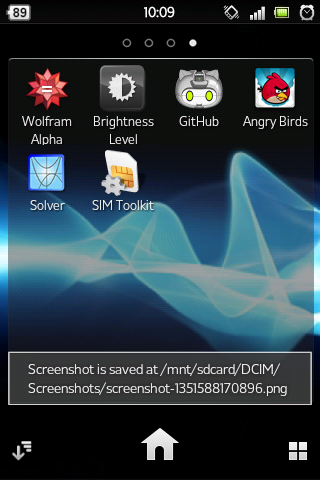 89 10:09
Wolfram Alpha
Brightness Level
GitHub
Angry Birds
Solver
SIM Toolkit
Screenshot is saved at /mnt/sdcard/DCIM/
Screenshots/screenshot-1351588170896.png